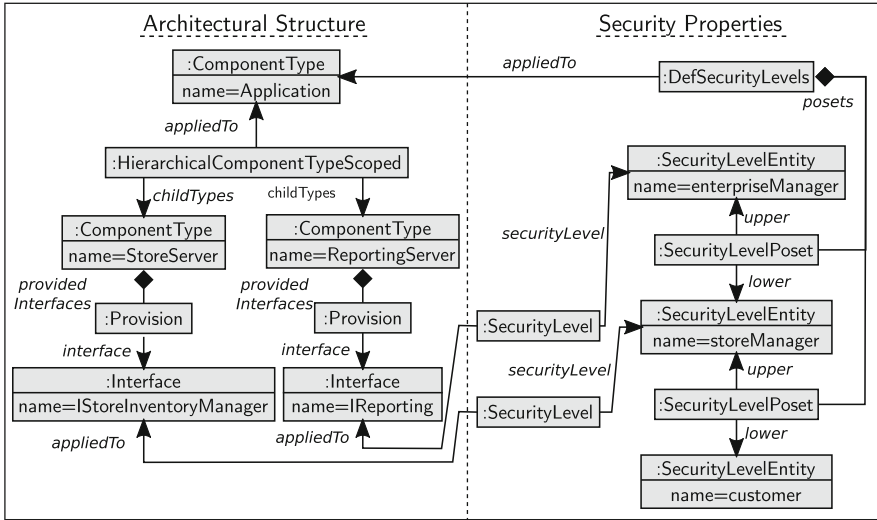 Architectural Structure
Security Properties
:ComponentType
name=Application
appliedTo
:DefSecurityLevels
posets
appliedTo
:HierarchicalComponentTypeScoped
childTypes
childTypes
:SecurityLevelEntity
name=enterpriseManager
:ComponentType
name=StoreServer
:ComponentType
name=ReportingServer
securityLevel
upper
:SecurityLevelPoset
lower
provided
Interfaces
provided
Interfaces
:Provision
:Provision
:SecurityLevel
:SecurityLevelEntity
name=storeManager
interface
interface
securityLevel
upper
:Interface
name=IStoreInventoryManager
:Interface
name=IReporting
:SecurityLevel
:SecurityLevelPoset
appliedTo
appliedTo
lower
:SecurityLevelEntity
name=customer